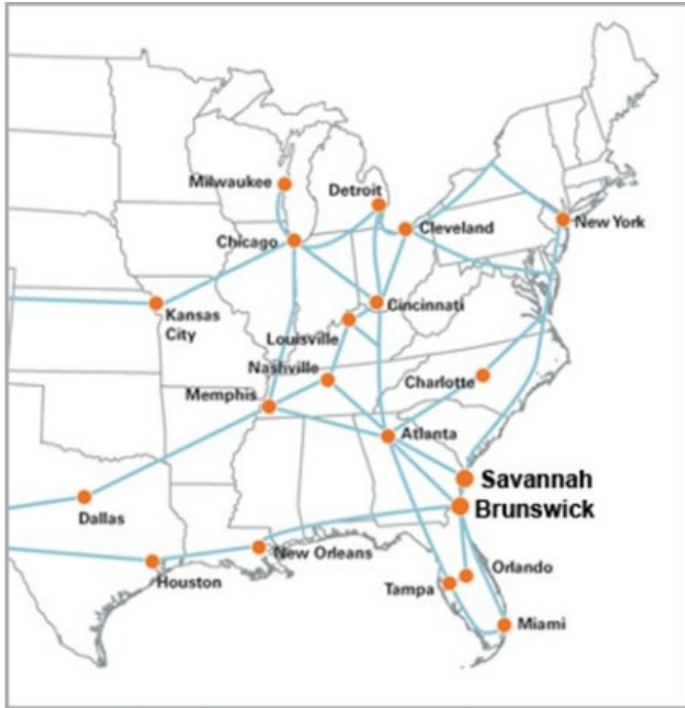 Milwaukee
Detroit
Cleveland
New York
Chicago
Kansas
City
Cincinnati
Louisville
Nashville
Memphis
Charlotte
Atlanta
Savannah
Brunswick
Dallas
New Orleans
Houston
Orlando
Tampa
Miami